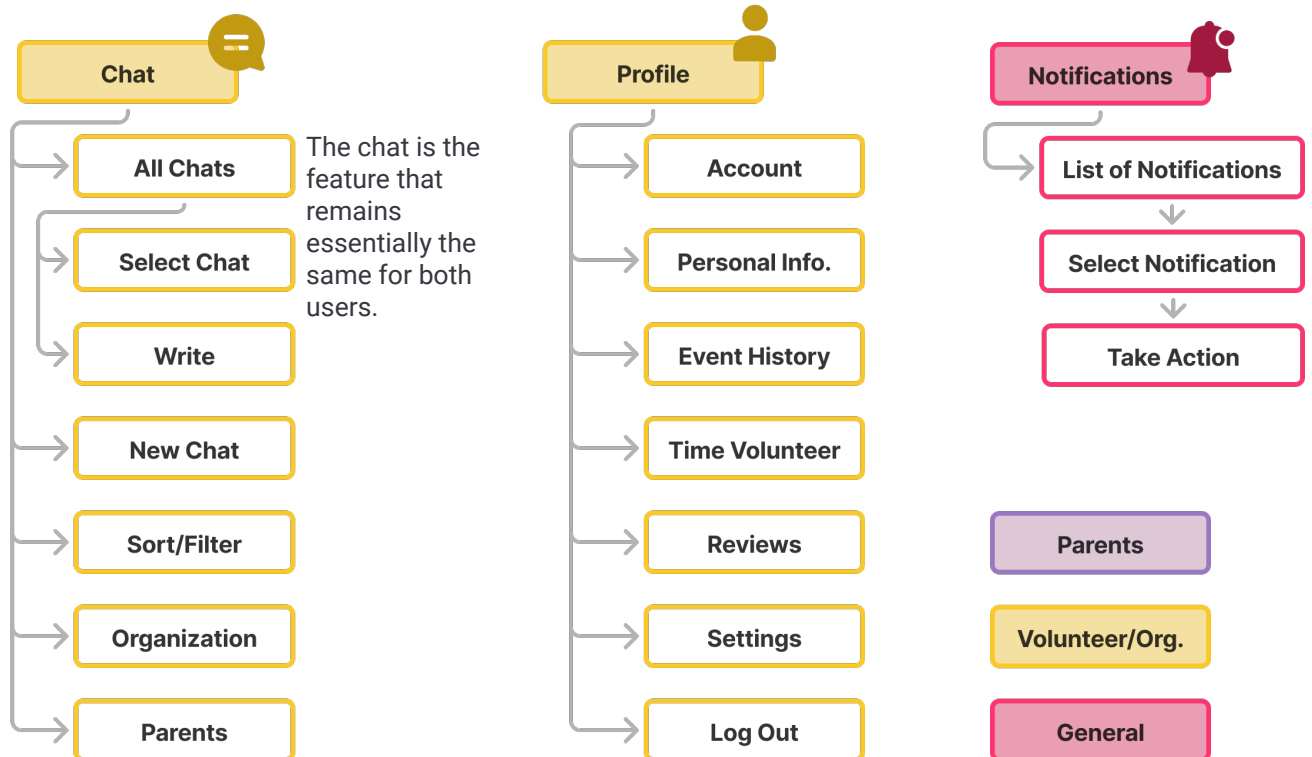 Chat
All Chats
The chat is the
feature that
remains
essentially the
same for both
users.
Select Chat
Write
New Chat
Sort/Filter
Organization
Parents
Profile
Account
Personal Info.
Event History
Time Volunteer
Reviews
Settings
Log Out
Notifications
List of Notifications
Select Notification
Take Action
Parents
Volunteer/Org.
General